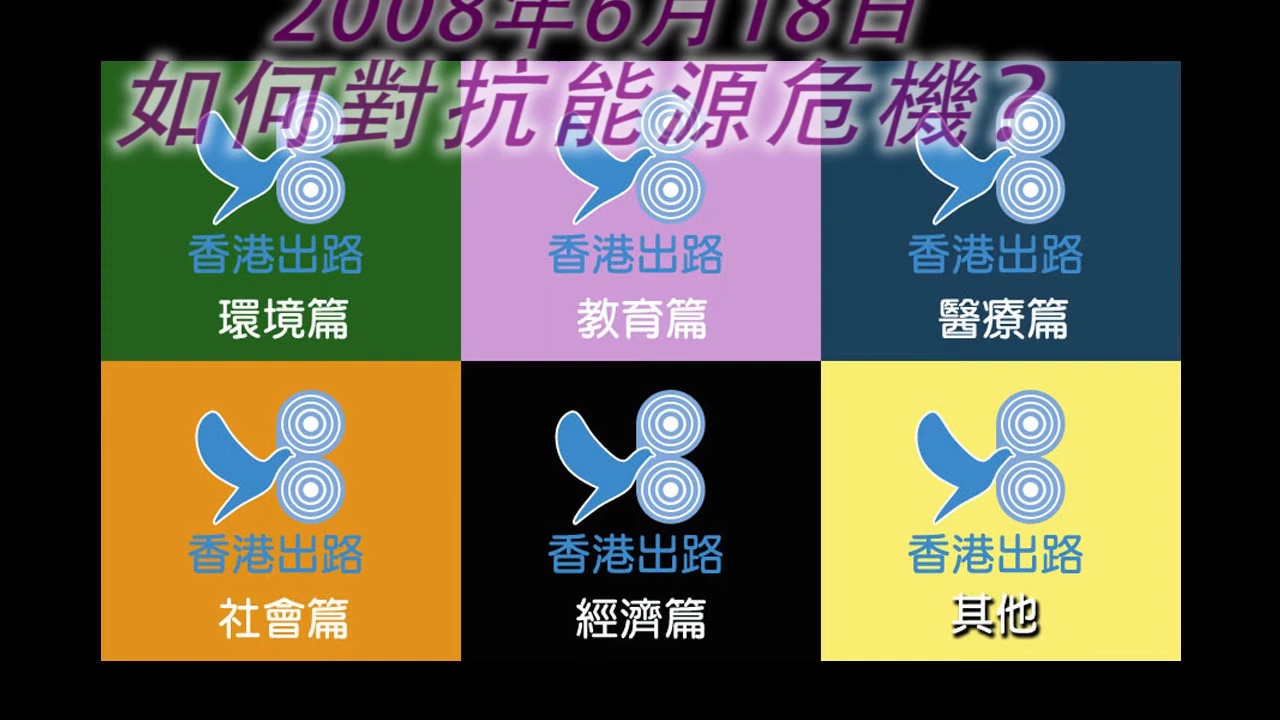 2008年6月18日
如何對抗能源危機?
香港出路
環境篇
香港出路
教育篇
香港出路
醫療篇
香港出路
社會篇
香港出路
經濟篇
香港出路
其他